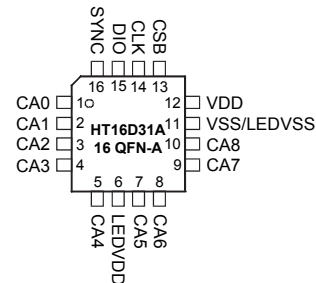 SYNC DIO CLK CSB
16 15 14 13
CA0 1 12 VDD
CA1 2 HT16D31A 11 VSS/LEDVSS
CA2 3 16 QFN-A 10 CA8
CA3 4 9 CA7
5 6 7 8
CA4 LEDVDD CA5 CA6